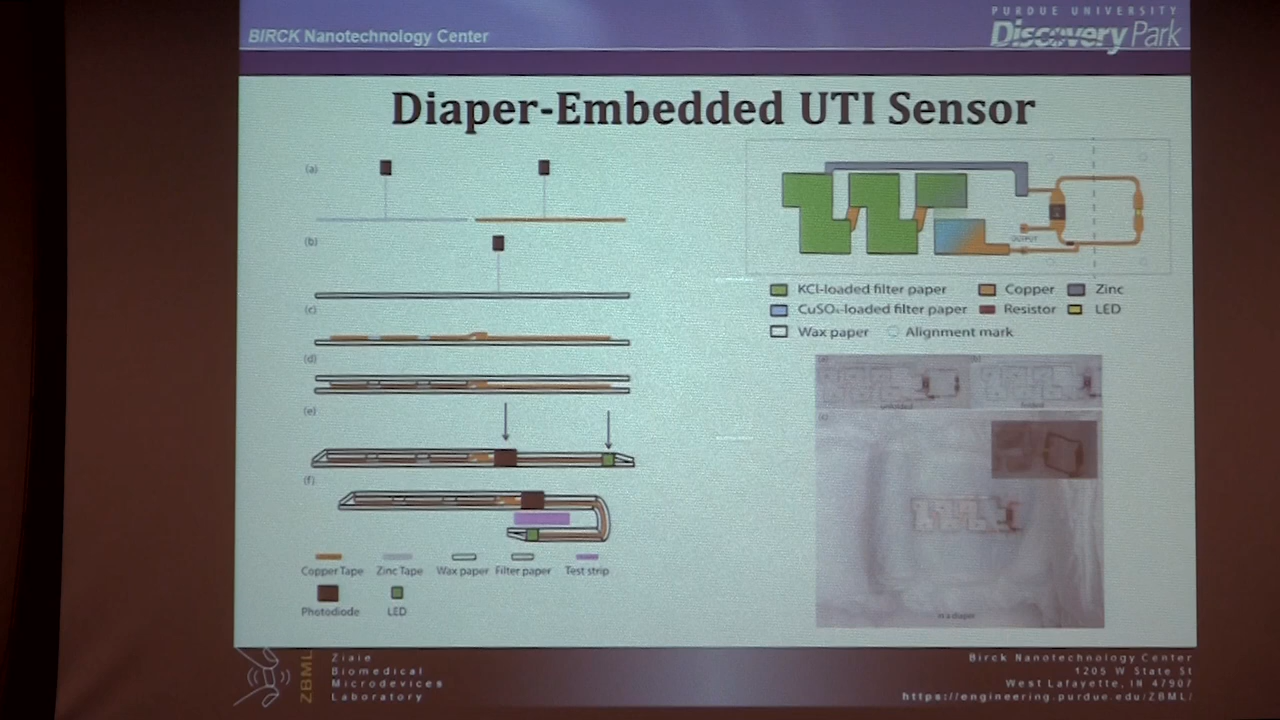 BIRCK Nanotechnology Center
PURDUE UNIVERSITY
Discovery Park
Diaper-Embedded UTI Sensor
(a)
(b)
(c)
(d)
(e)
(f)
Copper Tape
Zinc Tape
Wax paper
Filter paper
Test strip
Photodiode
LED
OUTPUT
KCl-loaded filter paper
Copper
Zinc
CuSO₄-loaded filter paper
Resistor
LED
Wax paper
Alignment mark
unfolded
In a diaper
ZBML
Ziaie
Biomedical
Microdevices
Laboratory
Birck Nanotechnology Center
1205 W State St
West Lafayette, IN 47907
https://engineering.purdue.edu/ZBML/